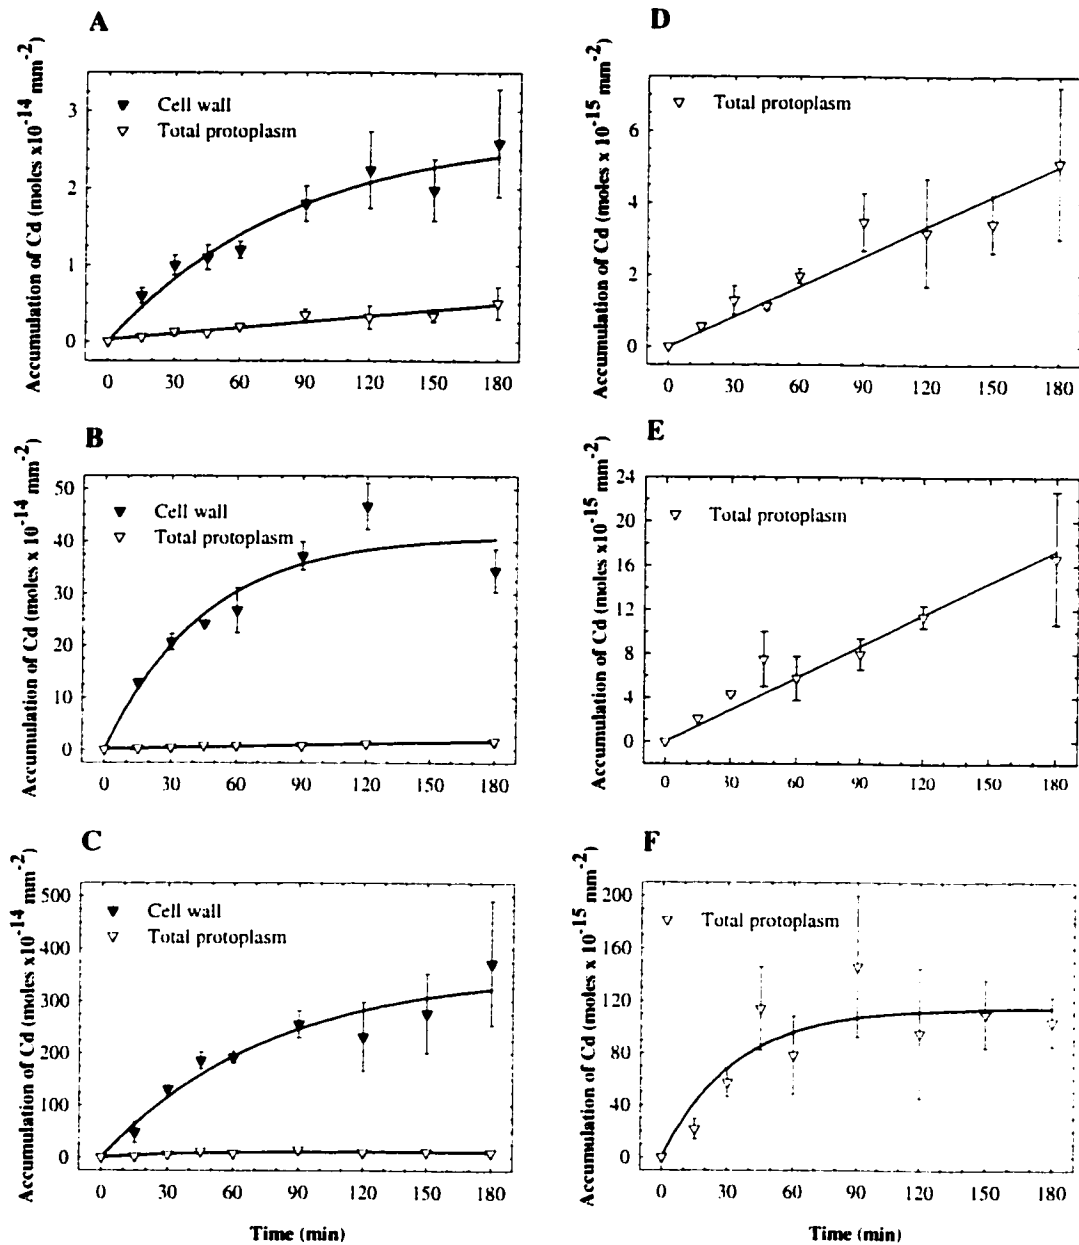 A
Accumulation of Cd (moles x10-14 mm-2)
Cell wall
Total protoplasm
3
2
1
0
0 30 60 90 120 150 180
D
Accumulation of Cd (moles x 10-15 mm-2)
Total protoplasm
6
4
2
0
0 30 60 90 120 150 180
B
Accumulation of Cd (moles x 10-14 mm-2)
Cell wall
Total protoplasm
50
40
30
20
10
0
0 30 60 90 120 150 180
E
Accumulation of Cd (moles x10-15 mm-2)
Total protoplasm
24
20
16
12
8
4
0
0 30 60 90 120 150 180
C
Accumulation of Cd (moles x10-14 mm-2)
Cell wall
Total protoplasm
500
400
300
200
100
0
0 30 60 90 120 150 180
Time (min)
F
Accumulation of Cd (moles x 10-15 mm-2)
Total protoplasm
200
160
120
80
40
0
0 30 60 90 120 150 180
Time (min)